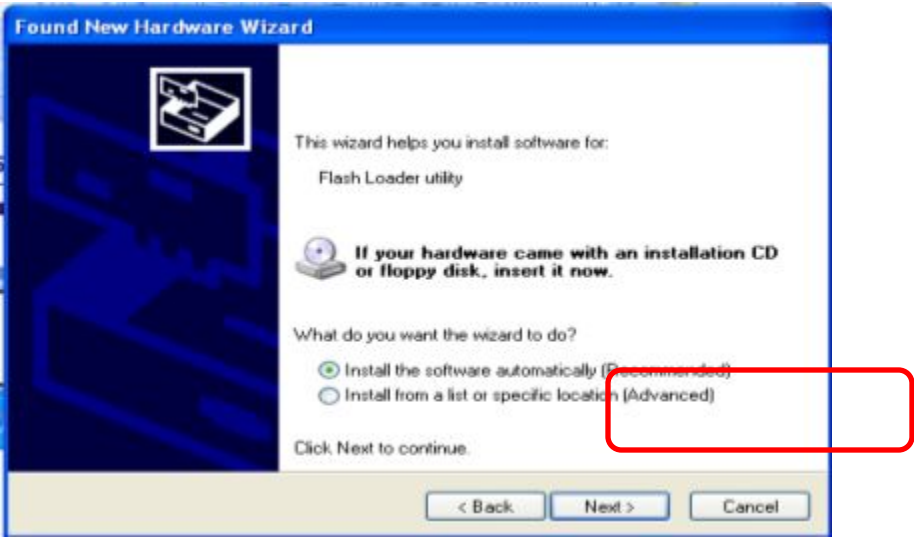 Found New Hardware Wizard
This wizard helps you install software for:
Flash Loader utility
If your hardware came with an installation CD
or floppy disk, insert it now.
What do you want the wizard to do?
Install the software automatically (Recommended)
Install from a list or specific location (Advanced)
Click Next to continue.
< Back
Next >
Cancel